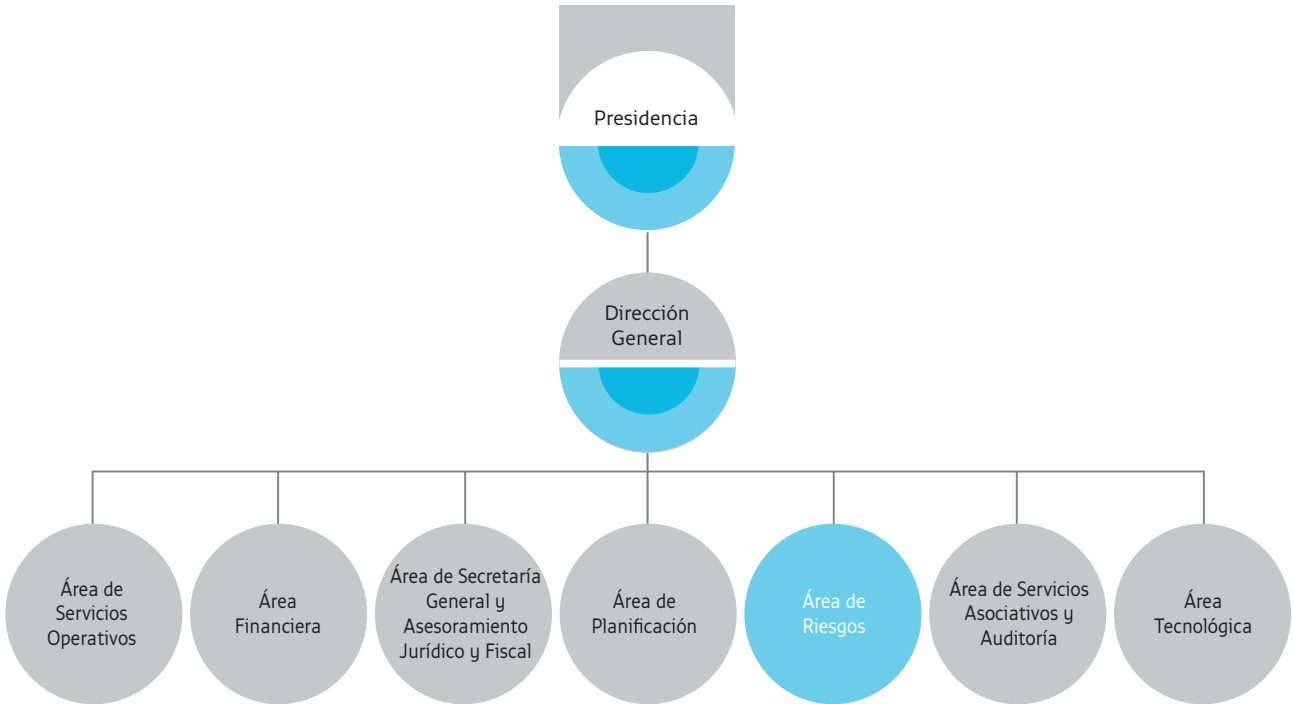 Presidencia
Dirección
General
Área de
Servicios
Operativos
Área
Financiera
Área de Secretaría
General y
Asesoramiento
Jurídico y Fiscal
Área de
Planificación
Área de
Riesgos
Área de Servicios
Asociativos y
Auditoría
Área
Tecnológica